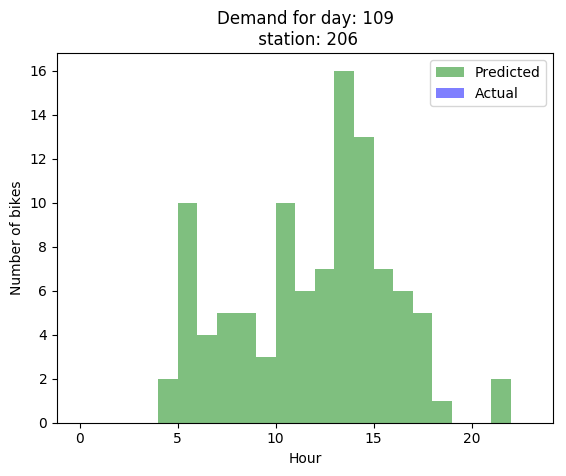 Demand for day: 109
station: 206
Predicted
Actual
Number of bikes
16
14
12
10
8
6
4
2
0
0 5 10 15 20
Hour